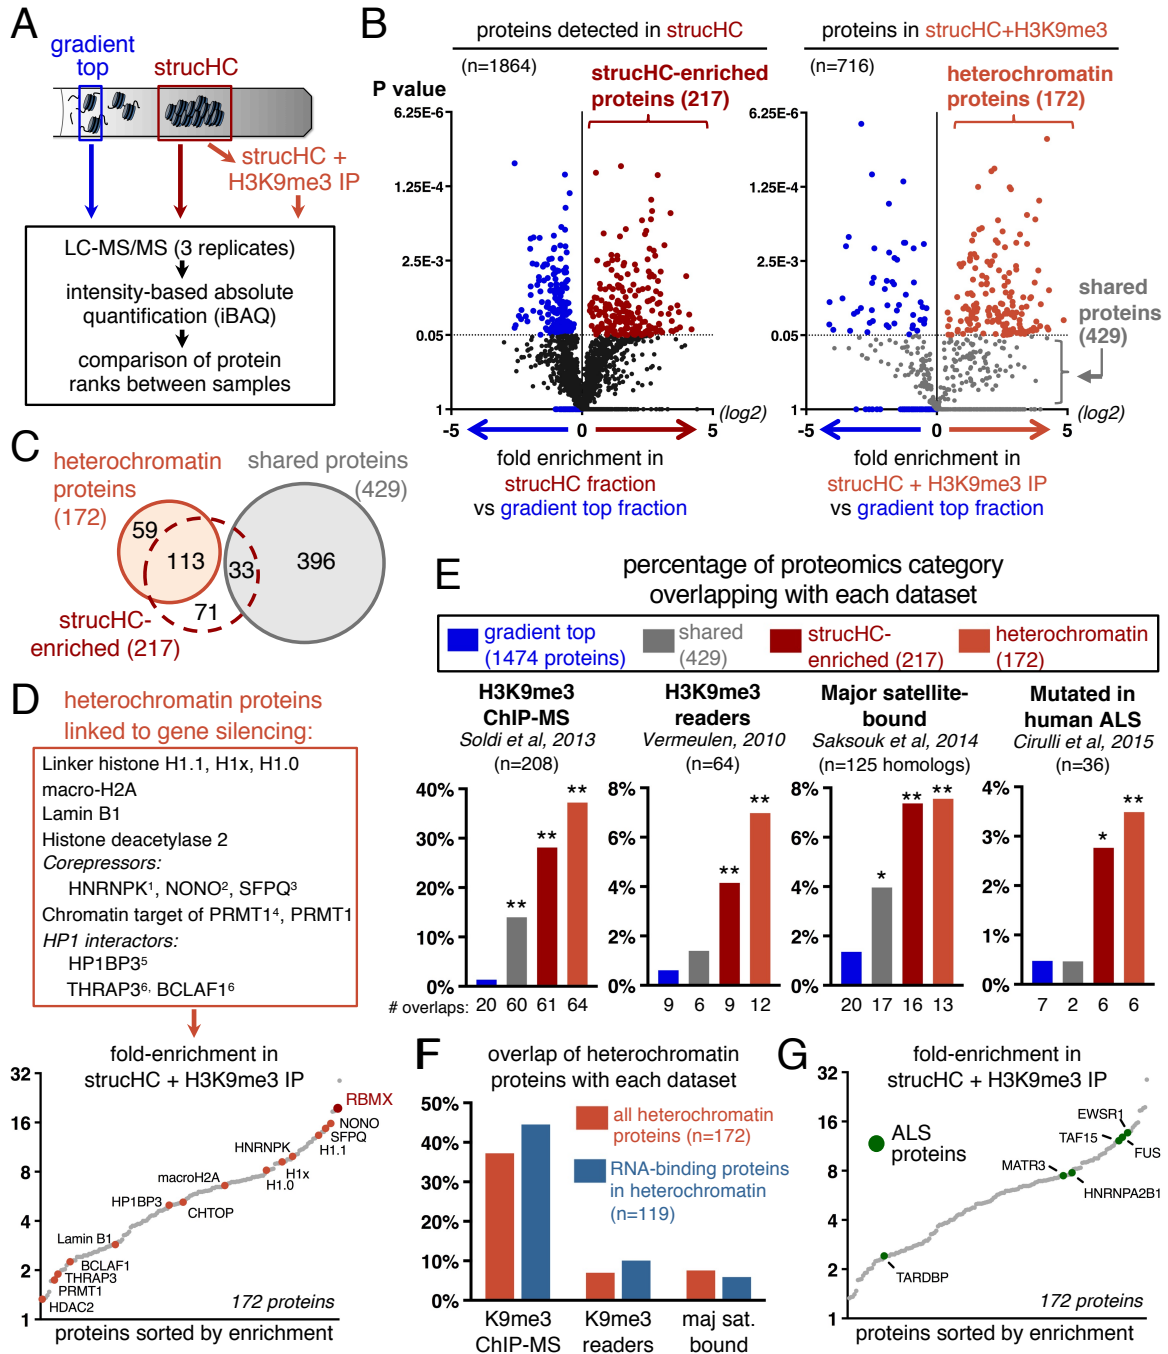 A
gradient
top
strucHC
strucHC +
H3K9me3 IP
LC-MS/MS (3 replicates)
intensity-based absolute
quantification (iBAQ)
comparison of protein
ranks between samples
B
proteins detected in strucHC
(n=1864)
strucHC-enriched
proteins (217)
P value
6.25E-6
1.25E-4
2.5E-3
0.05
1
-5
0
5
(log2)
fold enrichment in
strucHC fraction
vs gradient top fraction
proteins in strucHC+H3K9me3
(n=716)
heterochromatin
proteins (172)
6.25E-6
1.25E-4
2.5E-3
0.05
1
shared
proteins
(429)
-5
0
5
(log2)
fold enrichment in
strucHC + H3K9me3 IP
vs gradient top fraction
C
heterochromatin
proteins
(172)
shared proteins
(429)
59
113
33
396
71
strucHC-
enriched (217)
D
heterochromatin proteins
linked to gene silencing:
Linker histone H1.1, H1x, H1.0
macro-H2A
Lamin B1
Histone deacetylase 2
Corepressors:
HNRNPK¹, NONO², SFPQ³
Chromatin target of PRMT1⁴, PRMT1
HP1 interactors:
HP1BP3⁵
THRAP3⁶, BCLAF1⁶
fold-enrichment in
strucHC + H3K9me3 IP
32
16
8
4
2
1
RBMX
NONO
SFPQ
H1.1
HNRNPK
H1x
H1.0
macroH2A
HP1BP3
CHTOP
Lamin B1
BCLAF1
THRAP3
PRMT1
HDAC2
172 proteins
proteins sorted by enrichment
E
percentage of proteomics category
overlapping with each dataset
gradient top
(1474 proteins)
shared
(429)
strucHC-
enriched (217)
heterochromatin
(172)
H3K9me3
ChIP-MS
Soldi et al, 2013
(n=208)
40%
30%
20%
10%
0%
**
**
**
# overlaps: 20 60 61 64
H3K9me3
readers
Vermeulen, 2010
(n=64)
8%
6%
4%
2%
0%
**
**
9 6 9 12
Major satellite-
bound
Saksouk et al, 2014
(n=125 homologs)
8%
6%
4%
2%
0%
*
**
**
20 17 16 13
Mutated in
human ALS
Cirulli et al, 2015
(n=36)
4%
3%
2%
1%
0%
*
**
7 2 6 6
F
overlap of heterochromatin
proteins with each dataset
50%
40%
30%
20%
10%
0%
all heterochromatin
proteins (n=172)
RNA-binding proteins
in heterochromatin
(n=119)
K9me3
ChIP-MS
K9me3
readers
maj sat.
bound
G
fold-enrichment in
strucHC + H3K9me3 IP
32
16
8
4
2
1
ALS
proteins
EWSR1
TAF15
FUS
MATR3
HNRNPA2B1
TARDBP
172 proteins
proteins sorted by enrichment